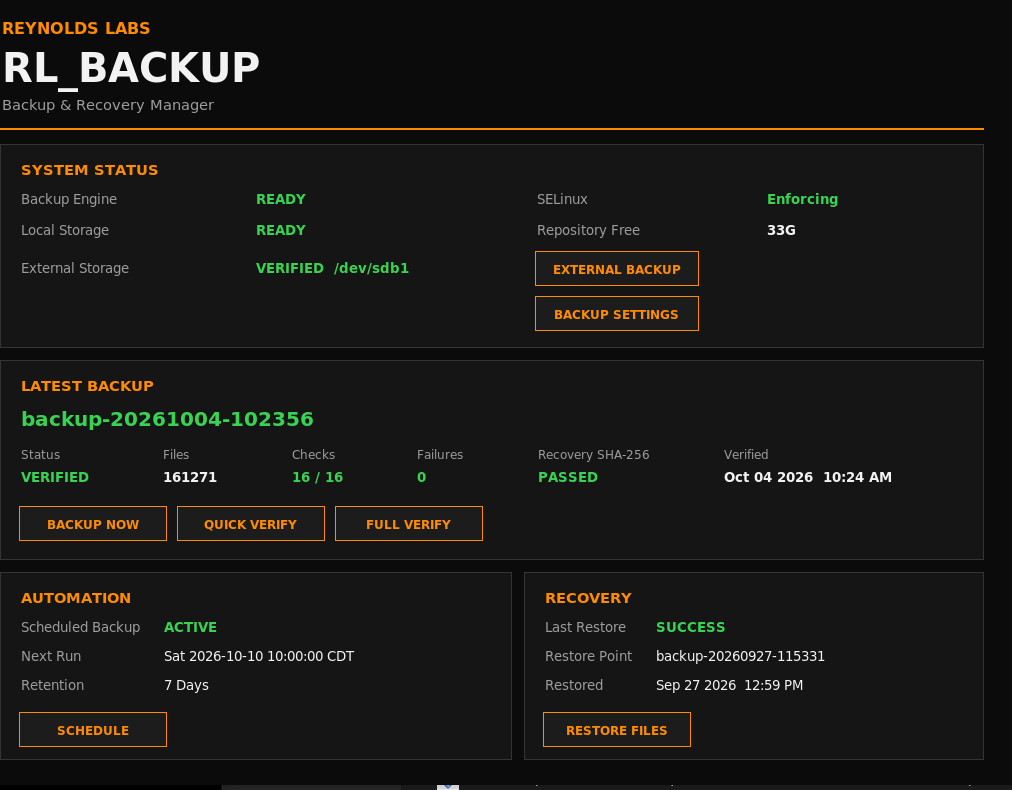 REYNOLDS LABS
RL_BACKUP
Backup & Recovery Manager
SYSTEM STATUS
Backup Engine READY SELinux Enforcing
Local Storage READY Repository Free 33G
External Storage VERIFIED /dev/sdb1 EXTERNAL BACKUP
BACKUP SETTINGS
LATEST BACKUP
backup-20261004-102356
Status Files Checks Failures Recovery SHA-256 Verified
VERIFIED 161271 16 / 16 0 PASSED Oct 04 2026 10:24 AM
BACKUP NOW QUICK VERIFY FULL VERIFY
AUTOMATION
Scheduled Backup ACTIVE
Next Run Sat 2026-10-10 10:00:00 CDT
Retention 7 Days
SCHEDULE
RECOVERY
Last Restore SUCCESS
Restore Point backup-20260927-115331
Restored Sep 27 2026 12:59 PM
RESTORE FILES